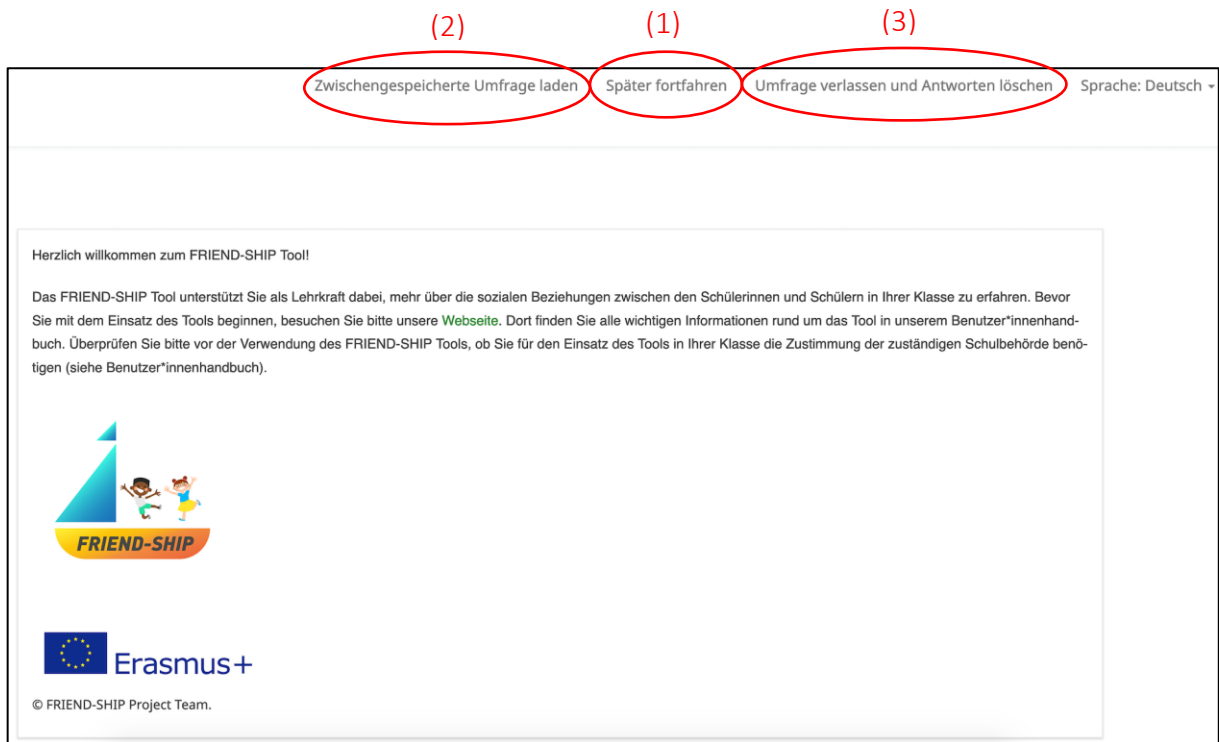 (2) (1) (3)
Zwischengespeicherte Umfrage laden Später fortfahren Umfrage verlassen und Antworten löschen Sprache: Deutsch
Herzlich willkommen zum FRIEND-SHIP Tool!
Das FRIEND-SHIP Tool unterstützt Sie als Lehrkraft dabei, mehr über die sozialen Beziehungen zwischen den Schülerinnen und Schülern in Ihrer Klasse zu erfahren. Bevor
Sie mit dem Einsatz des Tools beginnen, besuchen Sie bitte unsere Webseite. Dort finden Sie alle wichtigen Informationen rund um das Tool in unserem Benutzer*innenhand-
buch. Überprüfen Sie bitte vor der Verwendung des FRIEND-SHIP Tools, ob Sie für den Einsatz des Tools in Ihrer Klasse die Zustimmung der zuständigen Schulbehörde benö-
tigen (siehe Benutzer*innenhandbuch).
FRIEND-SHIP
Erasmus+
© FRIEND-SHIP Project Team.